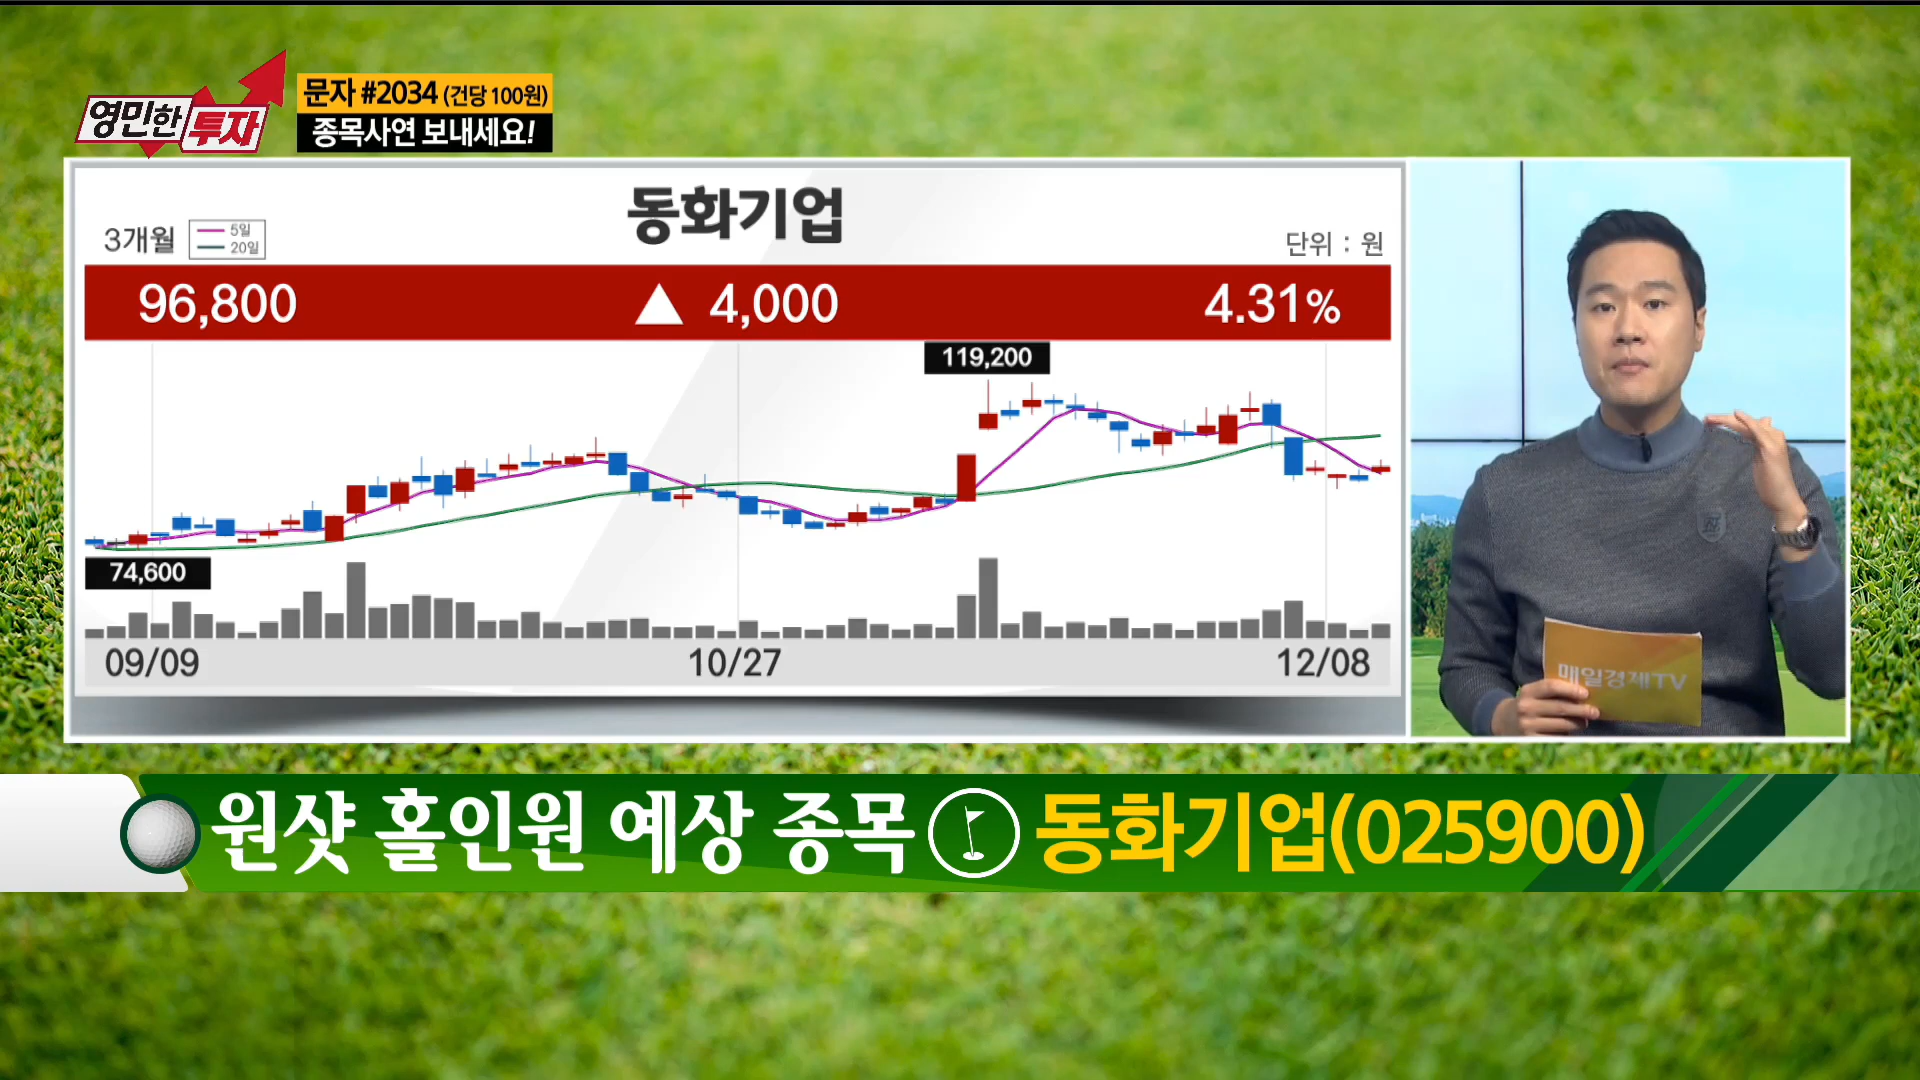 영민한 투자
문자 #2034 (건당 100원)
종목사연 보내세요!
동화기업
3개월
5일
20일
단위 : 원
96,800 ▲ 4,000 4.31%
119,200
74,600
09/09 10/27 12/08
매일경제TV
원샷 홀인원 예상 종목 동화기업(025900)